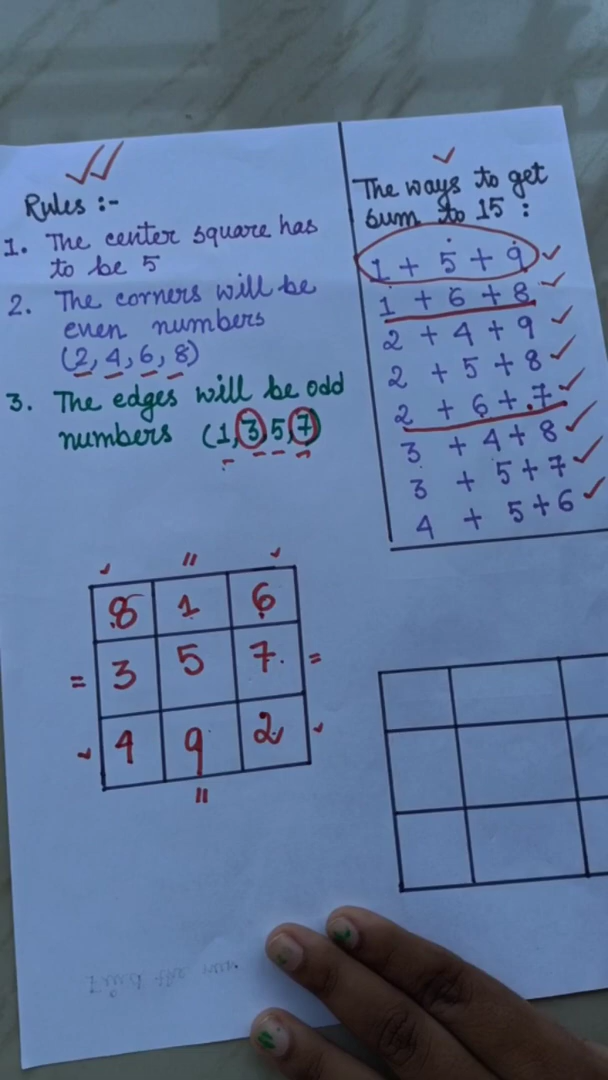 Rules :-
1. The center square has
to be 5
2. The corners will be
even numbers
(2, 4, 6, 8)
3. The edges will be odd
numbers (1, 3, 5, 7)
The ways to get
sum to 15 :
1 + 5 + 9
1 + 6 + 8
2 + 4 + 9
2 + 5 + 8
2 + 6 + 7
3 + 4 + 8
3 + 5 + 7
4 + 5 + 6
8 1 6
3 5 7
4 9 2